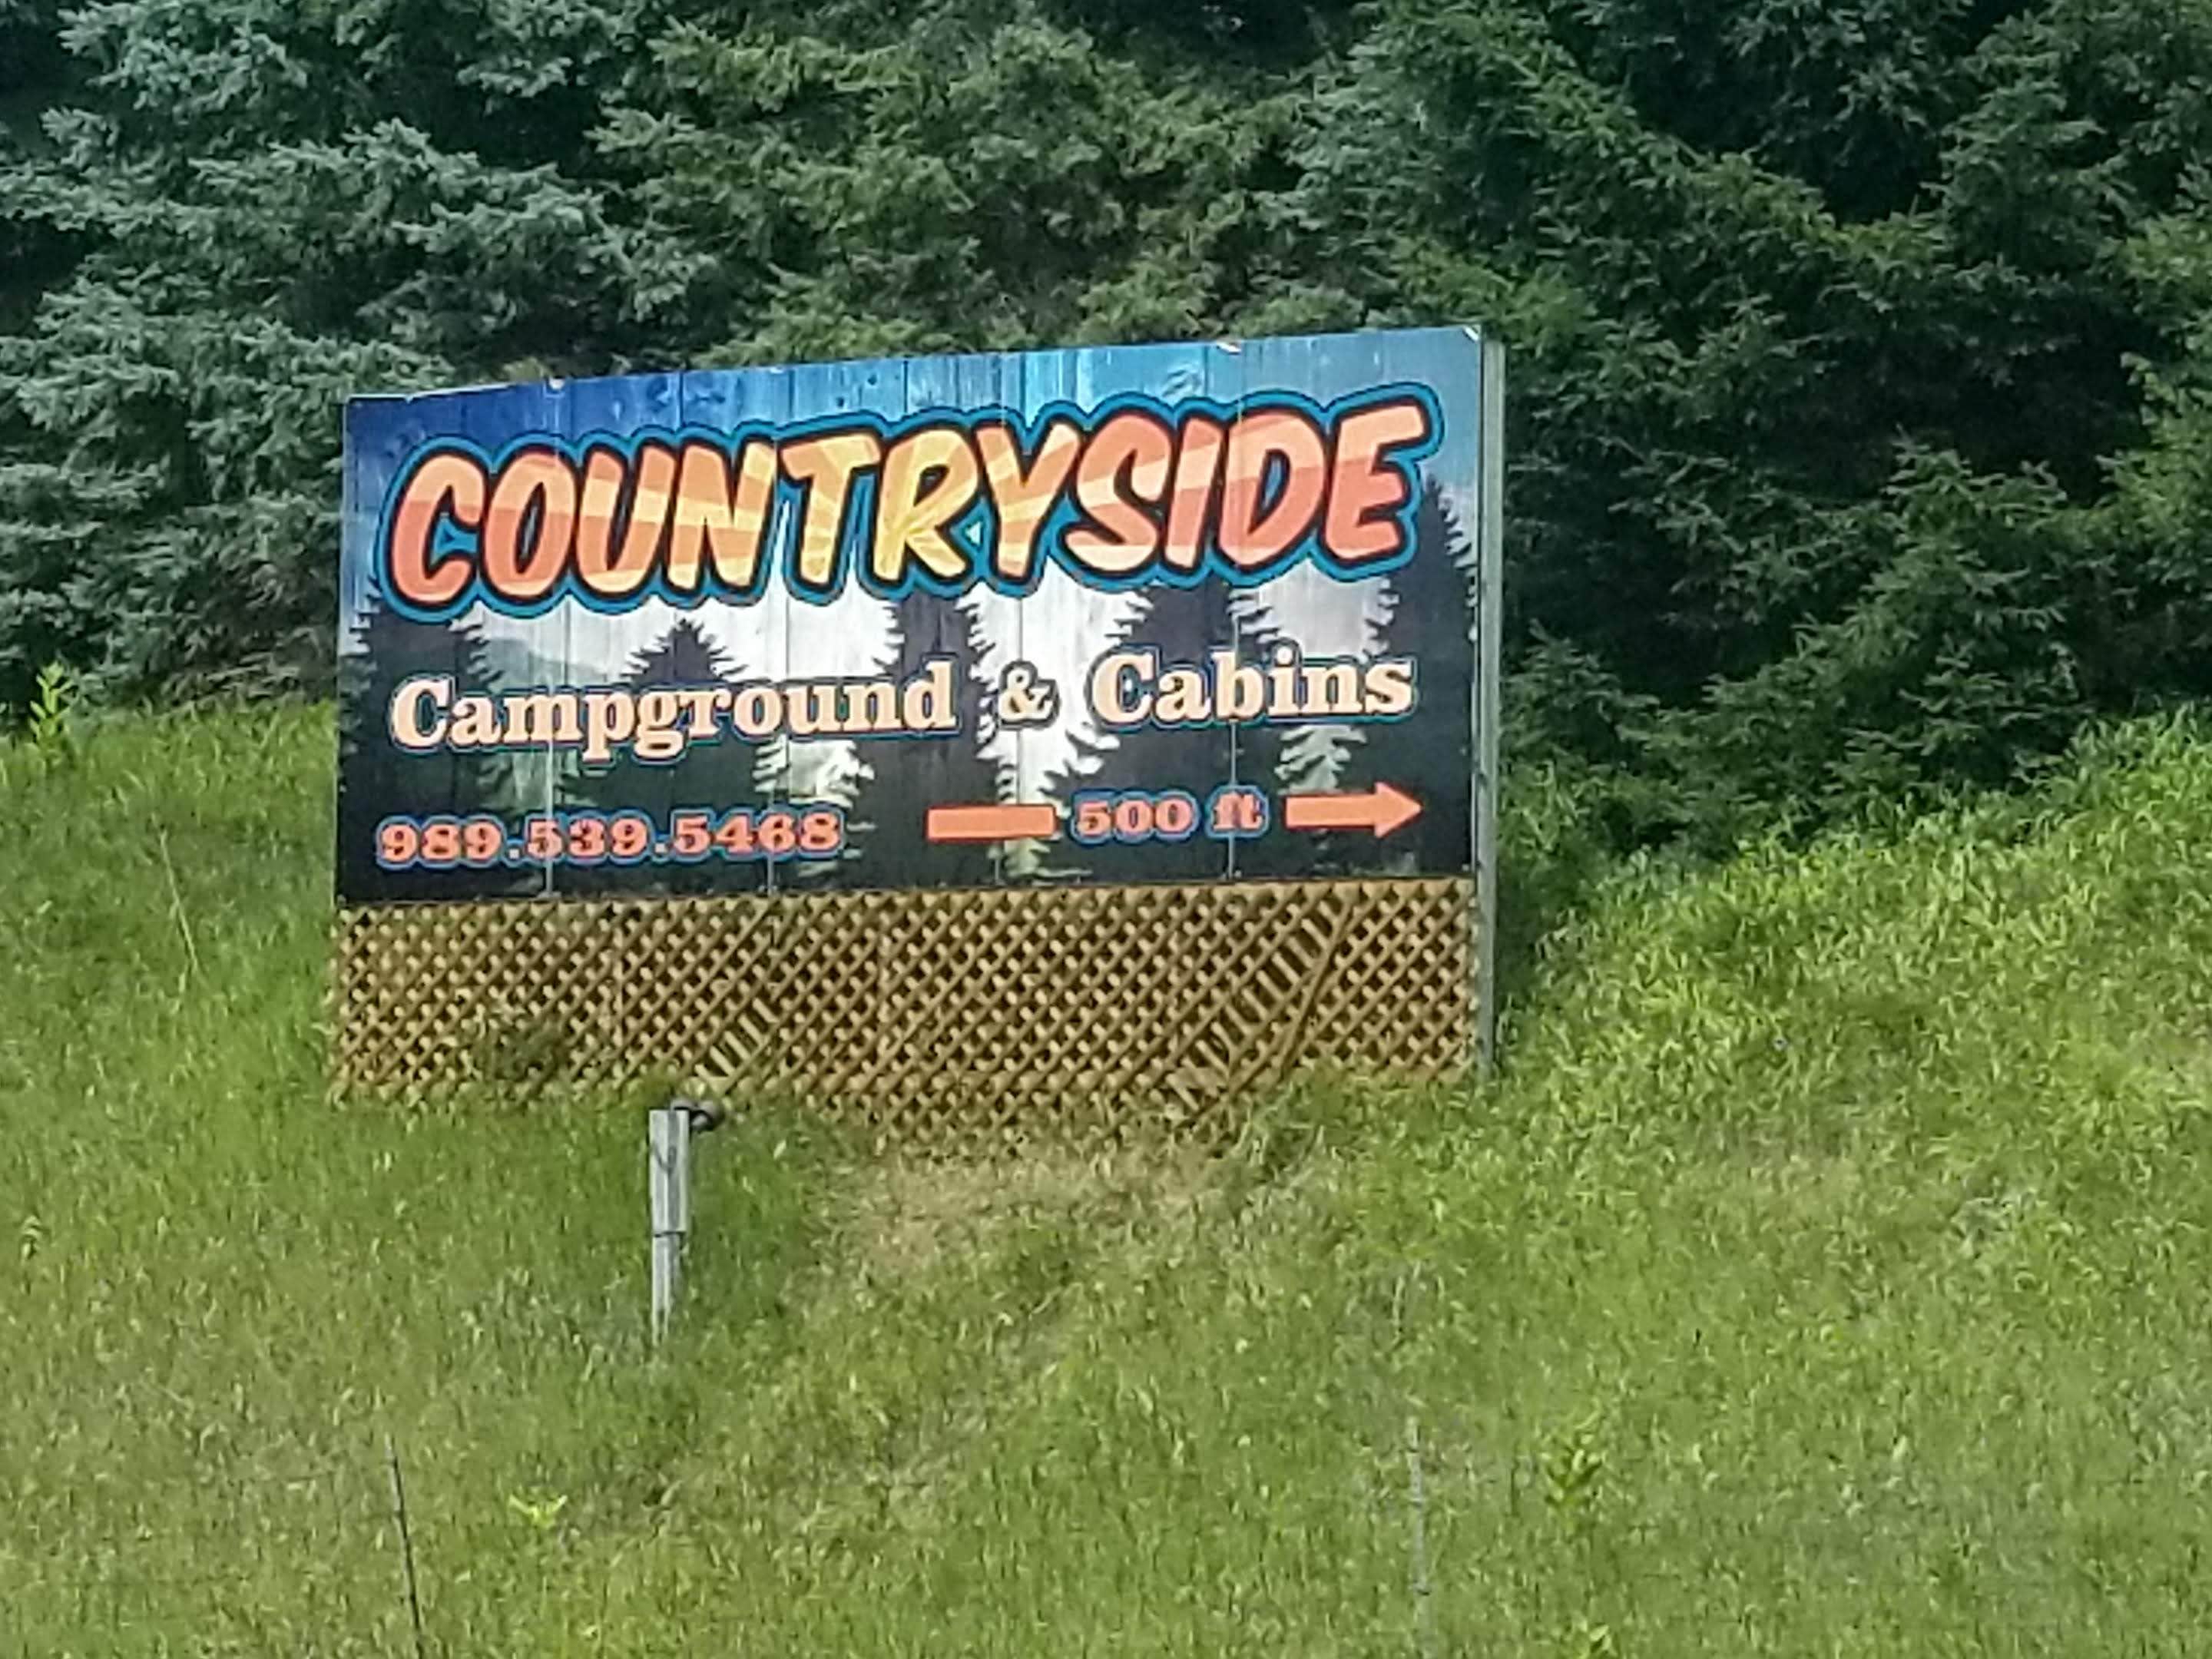 COUNTRYSIDE
Campground & Cabins
989.539.5468 500 ft